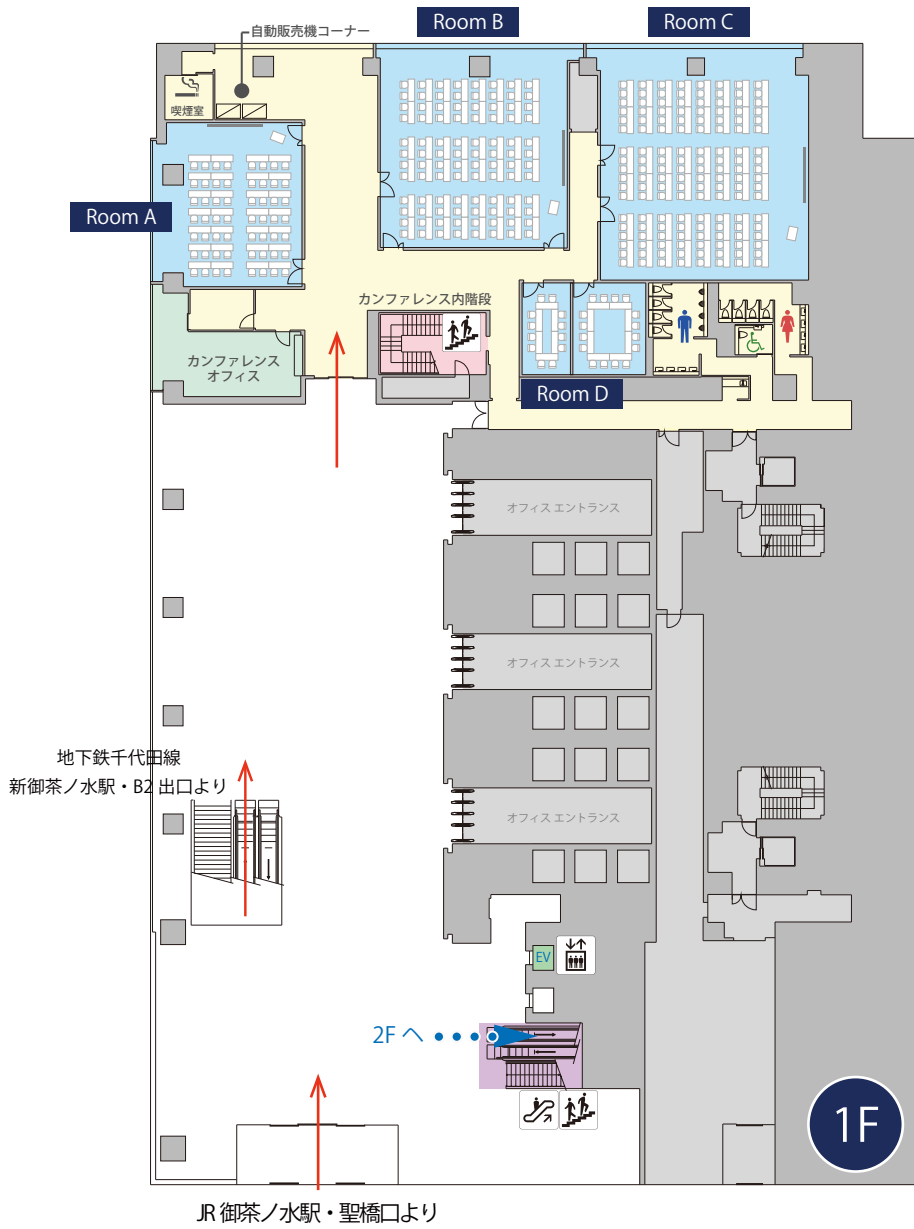 Room B
Room C
自動販売機コーナー
喫煙室
Room A
カンファレンス内階段
カンファレンス
オフィス
Room D
オフィス エントランス
オフィス エントランス
地下鉄千代田線
新御茶ノ水駅・B2 出口より
オフィス エントランス
EV
2F へ
1F
JR 御茶ノ水駅・聖橋口より